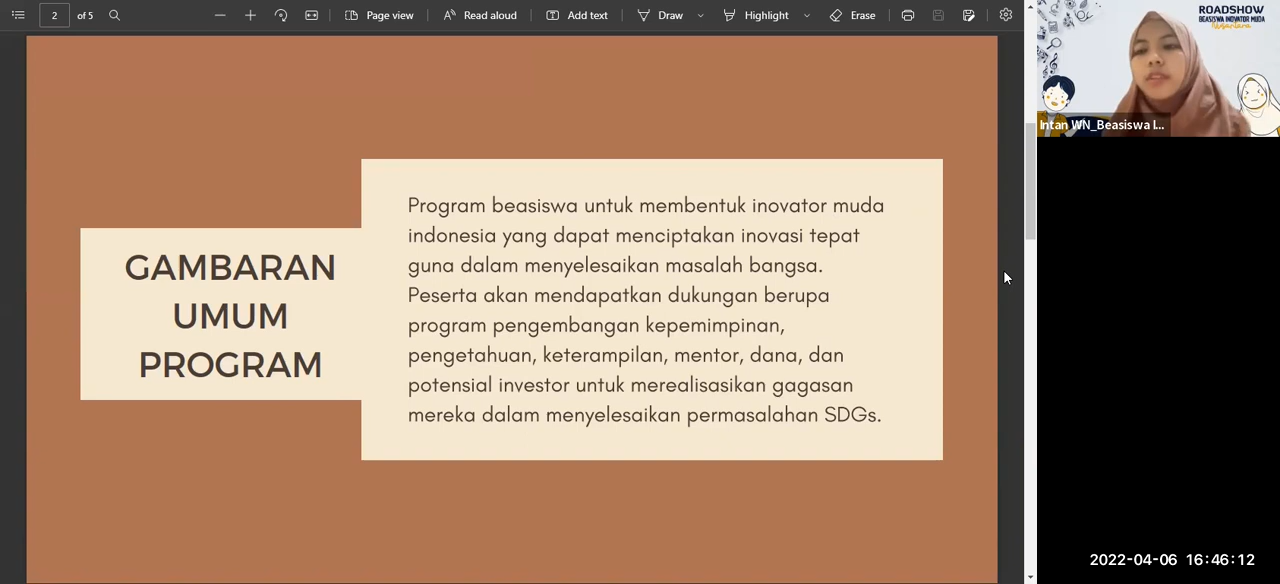 2
of 5
Page view
Read aloud
Add text
Draw
Highlight
Erase
GAMBARAN
UMUM
PROGRAM
Program beasiswa untuk membentuk inovator muda
indonesia yang dapat menciptakan inovasi tepat
guna dalam menyelesaikan masalah bangsa.
Peserta akan mendapatkan dukungan berupa
program pengembangan kepemimpinan,
pengetahuan, keterampilan, mentor, dana, dan
potensial investor untuk merealisasikan gagasan
mereka dalam menyelesaikan permasalahan SDGs.
ROADSHOW
BEASISWA INOVATOR MUDA
Nusantara
Intan WN_Beasiswa I...
2022-04-06 16:46:12